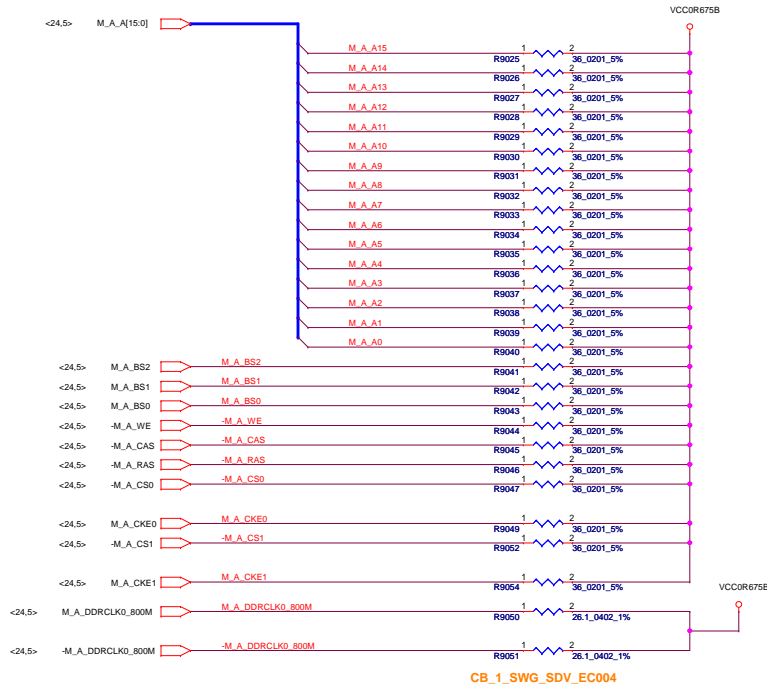 VCC0R675B
<24,5> M_A_A[15:0]
M_A_A15 1 2
R9025 36_0201_5%
M_A_A14 1 2
R9026 36_0201_5%
M_A_A13 1 2
R9027 36_0201_5%
M_A_A12 1 2
R9028 36_0201_5%
M_A_A11 1 2
R9029 36_0201_5%
M_A_A10 1 2
R9030 36_0201_5%
M_A_A9 1 2
R9031 36_0201_5%
M_A_A8 1 2
R9032 36_0201_5%
M_A_A7 1 2
R9033 36_0201_5%
M_A_A6 1 2
R9034 36_0201_5%
M_A_A5 1 2
R9035 36_0201_5%
M_A_A4 1 2
R9036 36_0201_5%
M_A_A3 1 2
R9037 36_0201_5%
M_A_A2 1 2
R9038 36_0201_5%
M_A_A1 1 2
R9039 36_0201_5%
M_A_A0 1 2
R9040 36_0201_5%
<24,5> M_A_BS2 M_A_BS2 1 2
R9041 36_0201_5%
<24,5> M_A_BS1 M_A_BS1 1 2
R9042 36_0201_5%
<24,5> M_A_BS0 M_A_BS0 1 2
R9043 36_0201_5%
<24,5> -M_A_WE -M_A_WE 1 2
R9044 36_0201_5%
<24,5> -M_A_CAS -M_A_CAS 1 2
R9045 36_0201_5%
<24,5> -M_A_RAS -M_A_RAS 1 2
R9046 36_0201_5%
<24,5> -M_A_CS0 -M_A_CS0 1 2
R9047 36_0201_5%
<24,5> M_A_CKE0 M_A_CKE0 1 2
R9049 36_0201_5%
<24,5> -M_A_CS1 -M_A_CS1 1 2
R9052 36_0201_5%
<24,5> M_A_CKE1 M_A_CKE1 1 2
R9054 36_0201_5%
VCC0R675B
<24,5> M_A_DDRCLK0_800M M_A_DDRCLK0_800M 1 2
R9050 26.1_0402_1%
<24,5> -M_A_DDRCLK0_800M -M_A_DDRCLK0_800M 1 2
R9051 26.1_0402_1%
CB_1_SWG_SDV_EC004